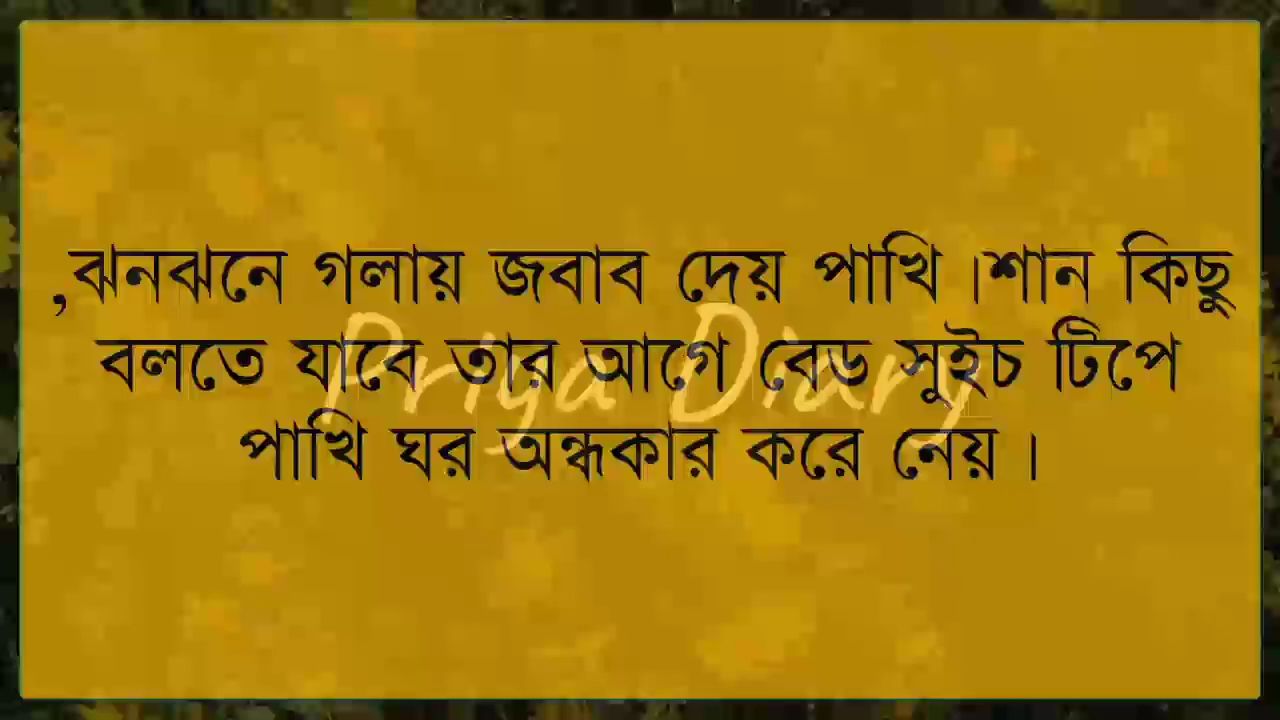 ,ঝনঝনে গলায় জবাব দেয় পাখি ।শান কিছু
বলতে যাবে তার আগে বেড সুইচ টিপে
পাখি ঘর অন্ধকার করে নেয় ।
Priya Diary